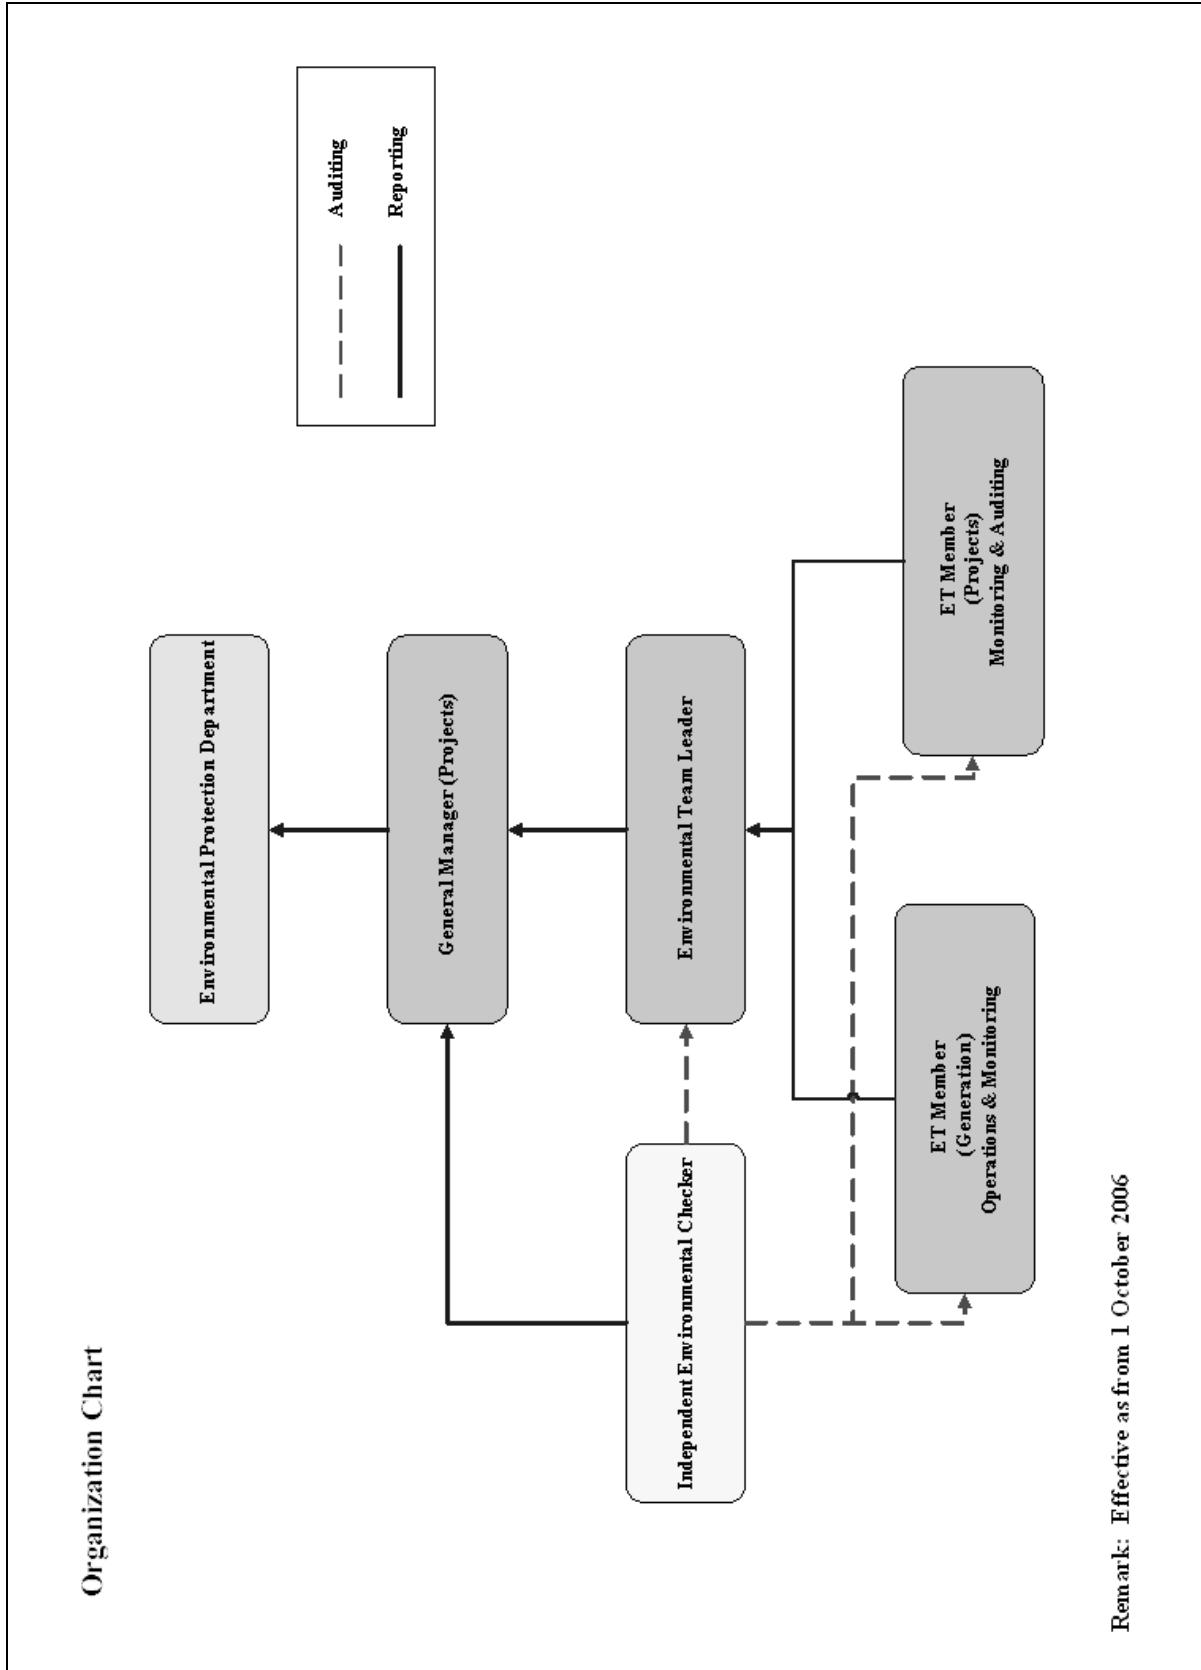 Organization Chart
Environmental Protection Department
Auditing
Reporting
General Manager (Projects)
Independent Environmental Checker
Environmental Team Leader
ET Member
(Generation)
Operations & Monitoring
ET Member
(Projects)
Monitoring & Auditing
Remark: Effective as from 1 October 2006